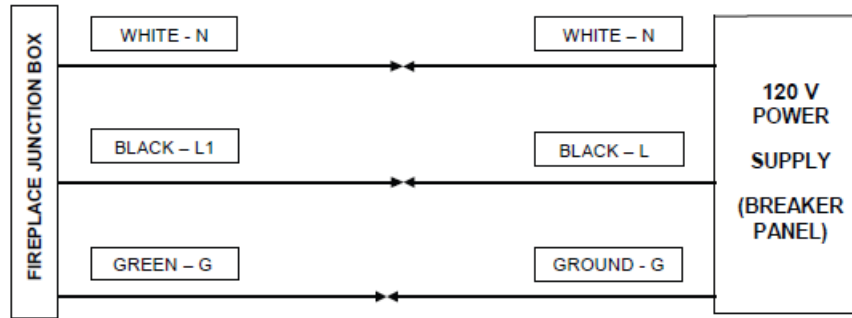 FIREPLACE JUNCTION BOX
WHITE - N
WHITE – N
BLACK – L1
BLACK – L
GREEN – G
GROUND - G
120 V
POWER
SUPPLY
(BREAKER
PANEL)